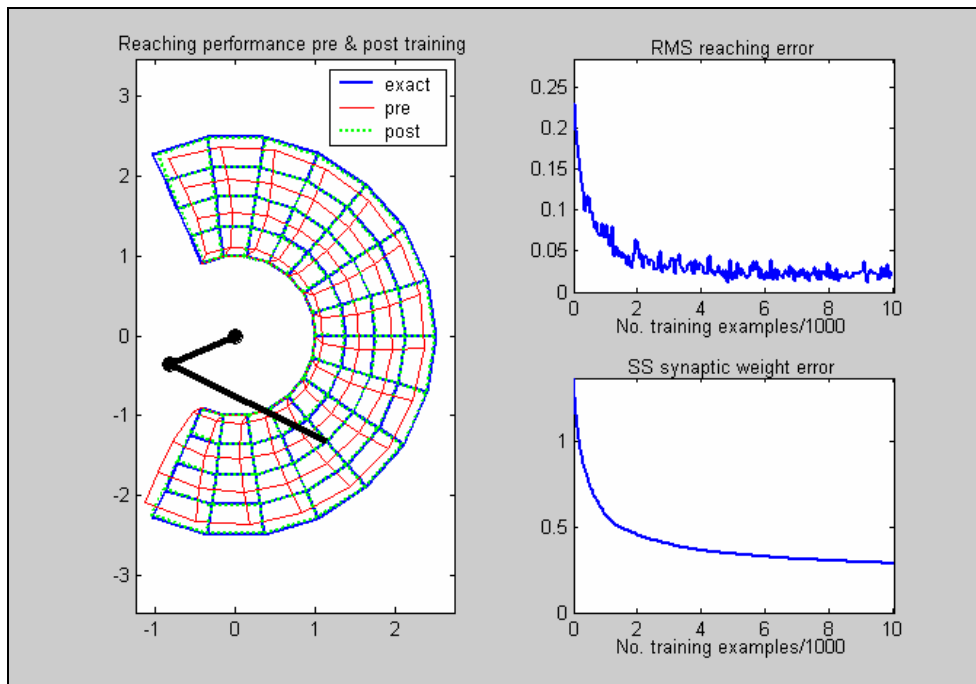 Reaching performance pre & post training
exact
pre
post
3
2
1
0
-1
-2
-3
-1 0 1 2
RMS reaching error
0.25
0.2
0.15
0.1
0.05
0
0 2 4 6 8 10
No. training examples/1000
SS synaptic weight error
1
0.5
0
0 2 4 6 8 10
No. training examples/1000